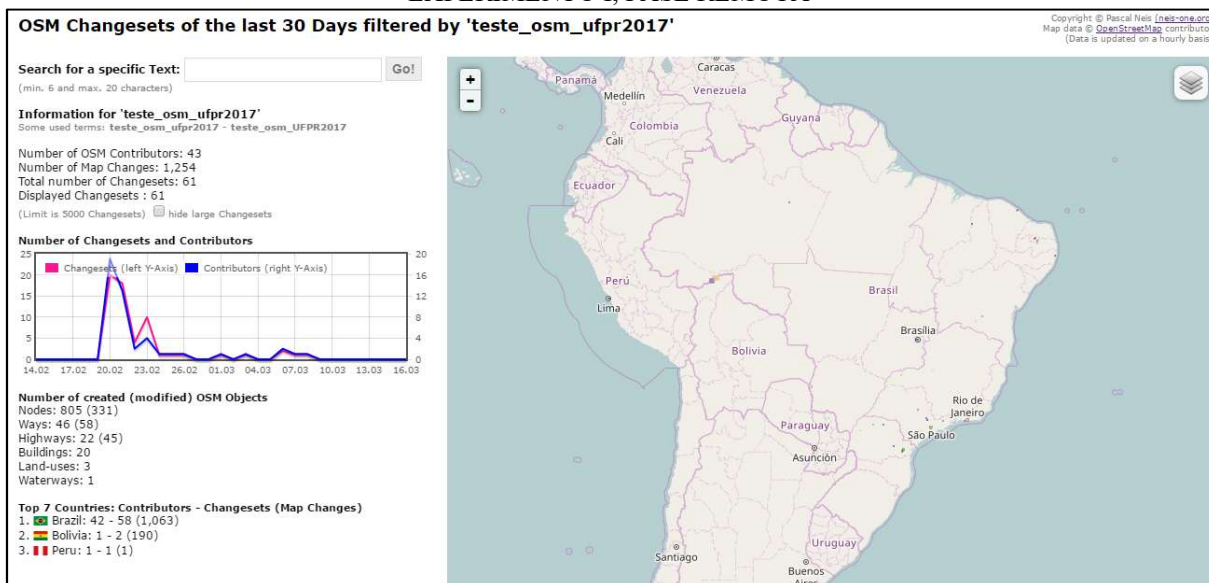 OSM Changesets of the last 30 Days filtered by 'teste_osm_ufpr2017'
Copyright © Pascal Neis (neis-one.org
Map data © OpenStreetMap contributo
(Data is updated on a hourly basis
Search for a specific Text: Go!
(min. 6 and max. 20 characters)
Information for 'teste_osm_ufpr2017'
Some used terms: teste_osm_ufpr2017 - teste_osm_UFPR2017
Number of OSM Contributors: 43
Number of Map Changes: 1,254
Total number of Changesets: 61
Displayed Changesets : 61
(Limit is 5000 Changesets) hide large Changesets
Number of Changesets and Contributors
Changesets (left Y-Axis) Contributors (right Y-Axis)
25 20
20 16
15 12
10 8
5 4
0 0
14.02 17.02 20.02 23.02 26.02 01.03 04.03 07.03 10.03 13.03 16.03
Number of created (modified) OSM Objects
Nodes: 805 (331)
Ways: 46 (58)
Highways: 22 (45)
Buildings: 20
Land-uses: 3
Waterways: 1
Top 7 Countries: Contributors - Changesets (Map Changes)
1. Brazil: 42 - 58 (1,063)
2. Bolivia: 1 - 2 (190)
3. Peru: 1 - 1 (1)
+
-
Caracas
Panamá
Venezuela
Medellín
Guyana
Colombia
Cali
Ecuador
Perú
Brasil
Lima
Brasília
Bolivia
Rio de
Janeiro
Paraguay
São Paulo
Asunción
Uruguay
Santiago
Buenos